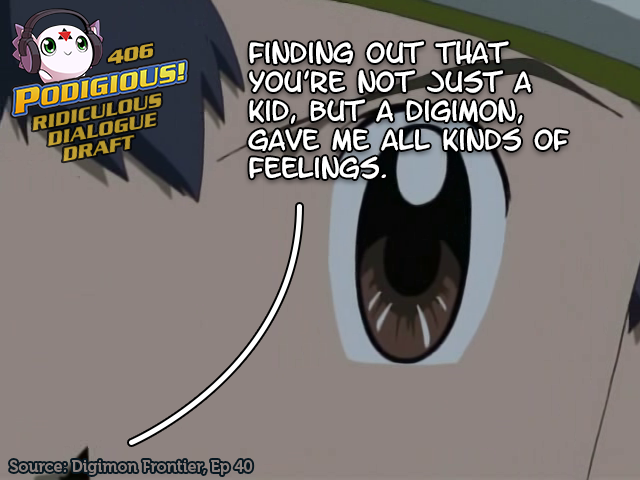 406
PODIGIOUS!
RIDICULOUS
DIALOGUE
DRAFT
FINDING OUT THAT
YOU'RE NOT JUST A
KID, BUT A DIGIMON,
GAVE ME ALL KINDS OF
FEELINGS.
Source: Digimon Frontier, Ep 40